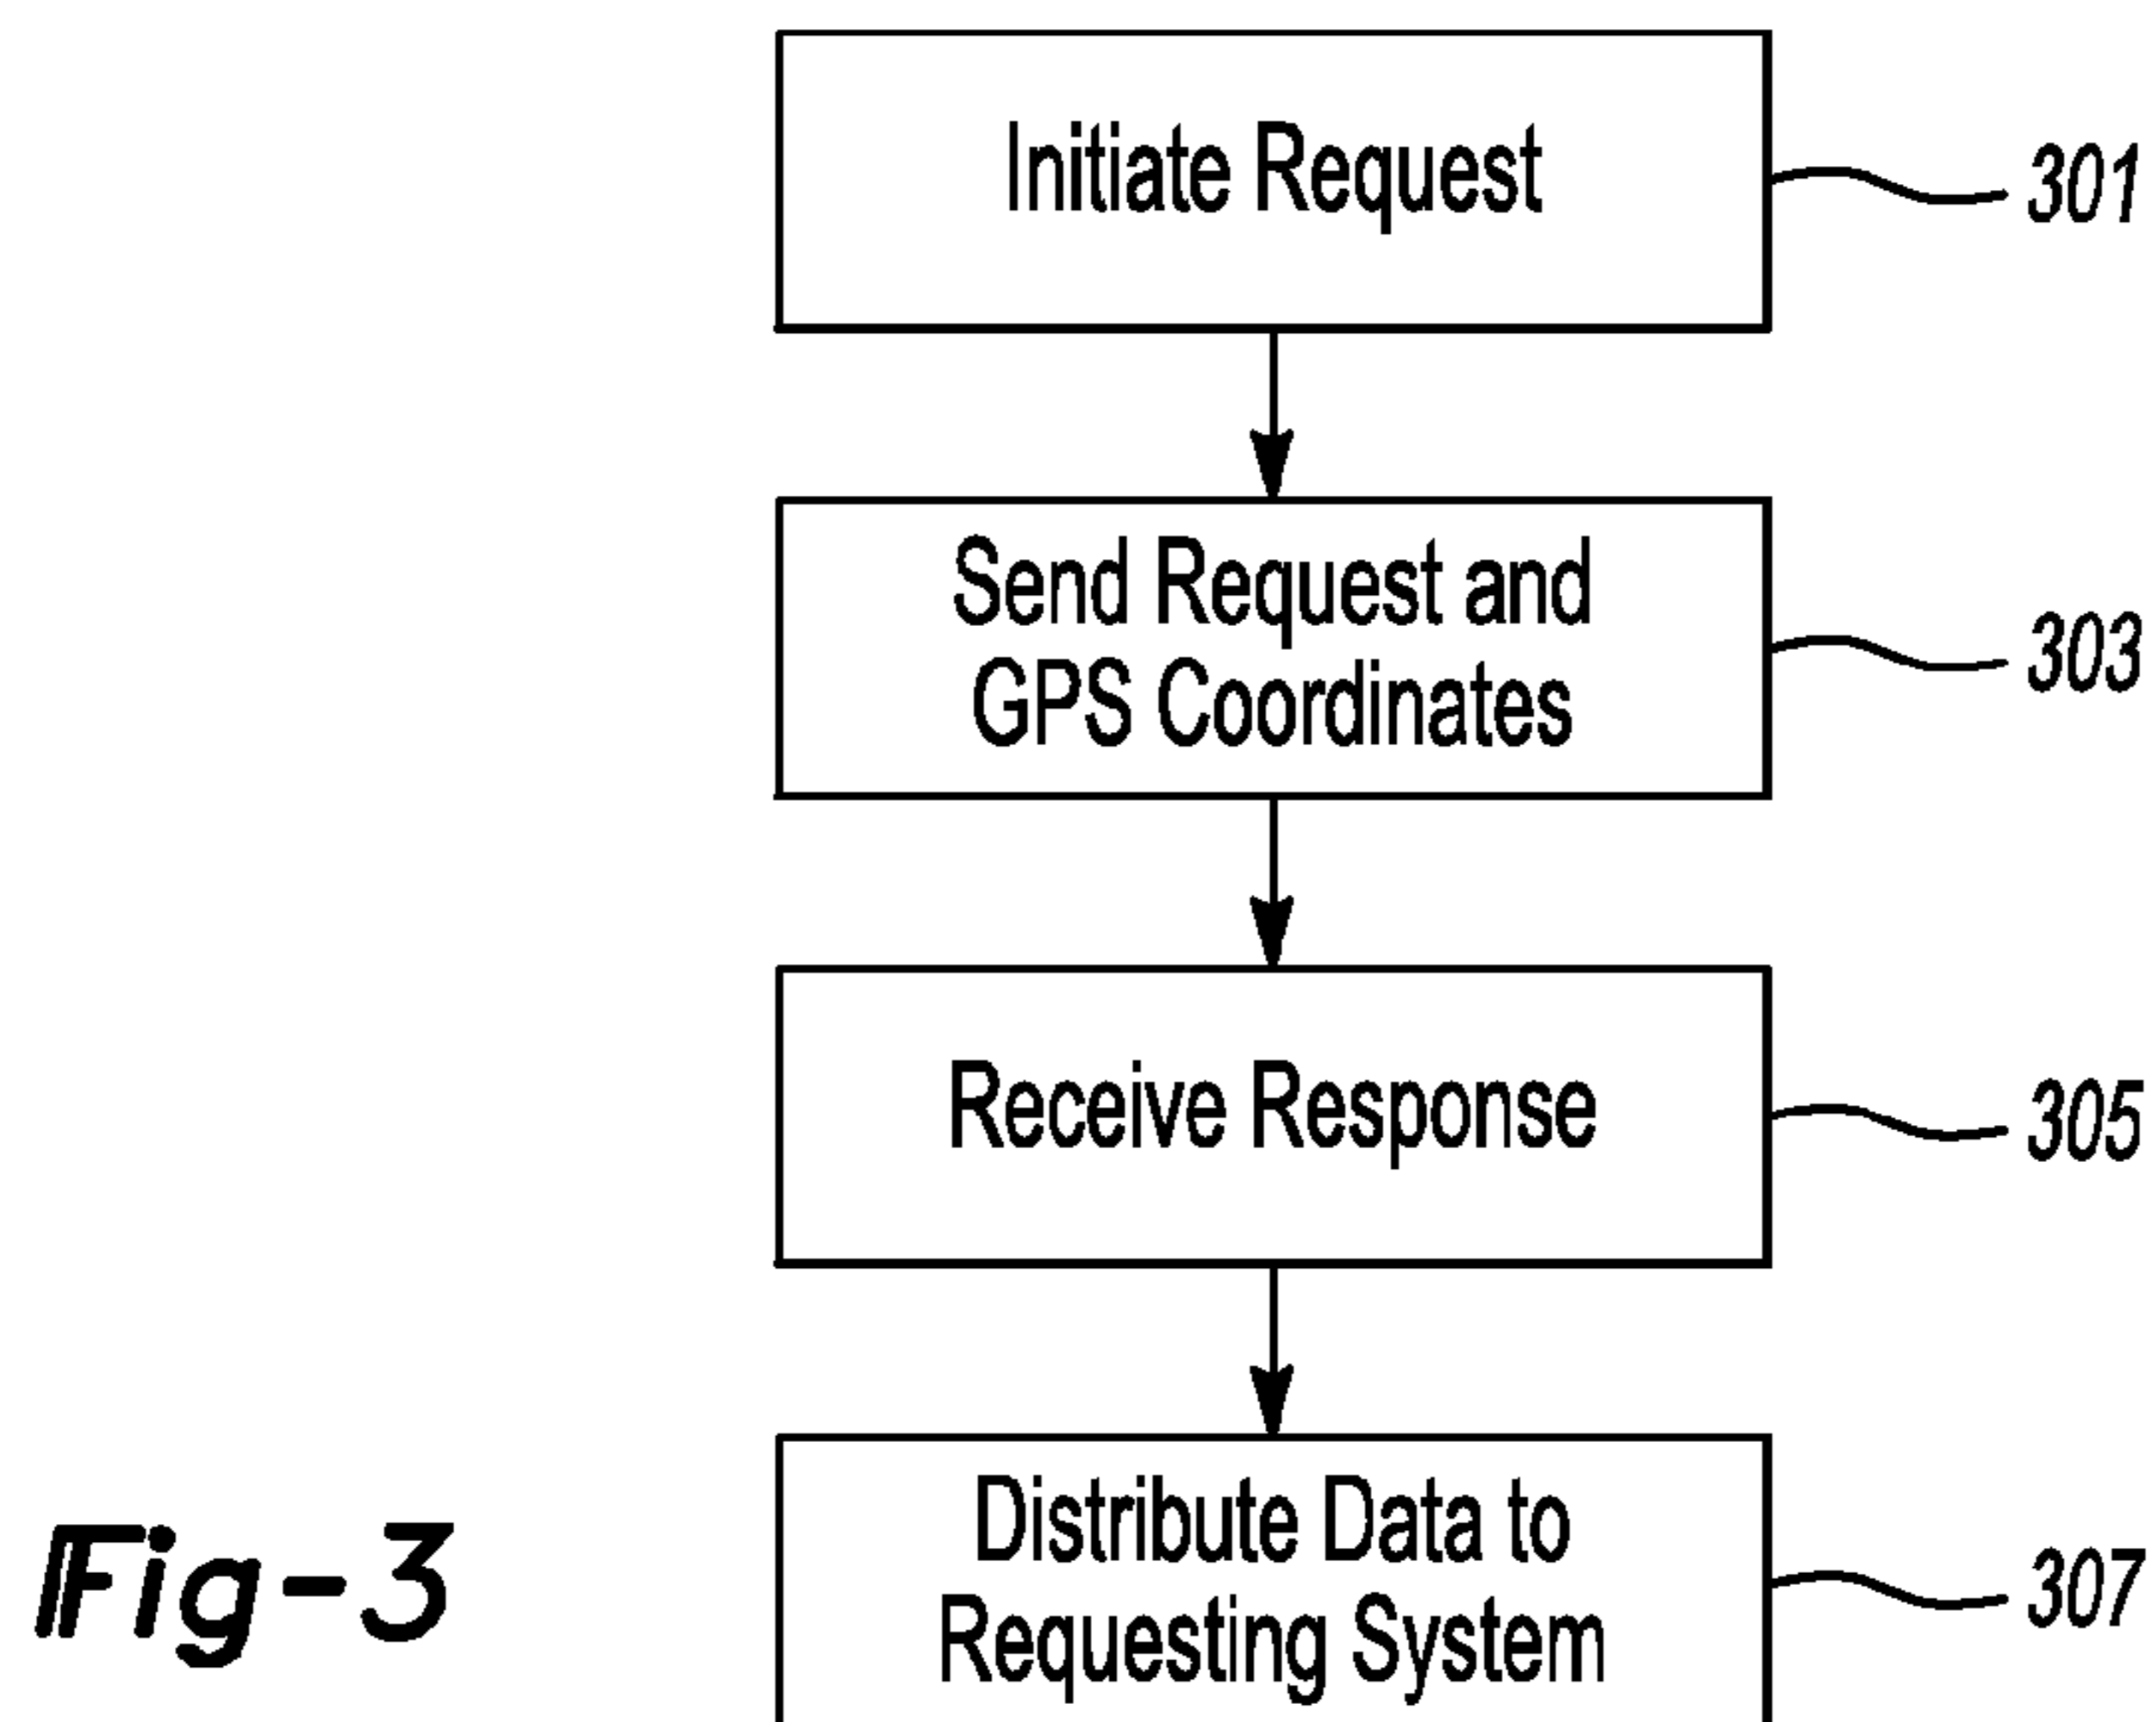 Initiate Request
301
Send Request and
GPS Coordinates
303
Receive Response
305
Distribute Data to
Requesting System
307
Fig-3